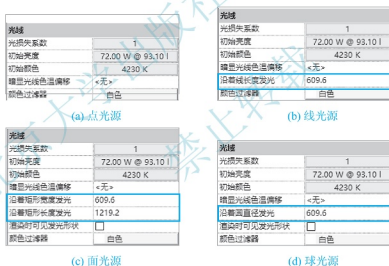 光域
光损失系数 1
初始亮度 72.00 W @ 93.10 l
初始颜色 4230 K
暗显光线色温偏移 <无>
颜色过滤器 白色
(a) 点光源
光域
光损失系数 1
初始亮度 72.00 W @ 93.10 l
初始颜色 4230 K
暗显光线色温偏移 <无>
沿着线长度发光 609.6
颜色过滤器 白色
(b) 线光源
光域
光损失系数 1
初始亮度 72.00 W @ 93.10 l
初始颜色 4230 K
暗显光线色温偏移 <无>
沿着矩形宽度发光 609.6
沿着矩形长度发光 1219.2
渲染时可见发光形状
颜色过滤器 白色
(c) 面光源
光域
光损失系数 1
初始亮度 72.00 W @ 93.10 l
初始颜色 4230 K
暗显光线色温偏移 <无>
沿着圆直径发光 609.6
渲染时可见发光形状
颜色过滤器 白色
(d) 球光源
大学出版社
禁止转载